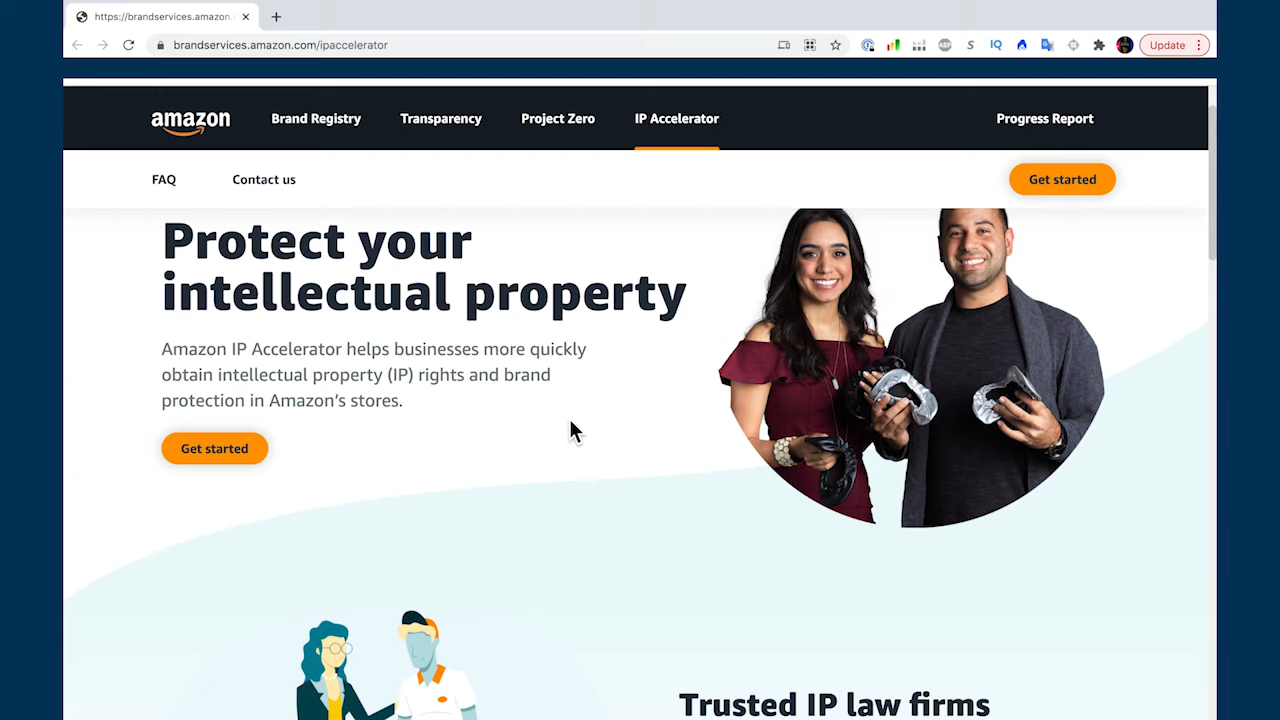 https://brandservices.amazon.
brandservices.amazon.com/ipaccelerator
ABP
S
IQ
Update
amazon
Brand Registry
Transparency
Project Zero
IP Accelerator
Progress Report
FAQ
Contact us
Get started
Protect your
intellectual property
Amazon IP Accelerator helps businesses more quickly
obtain intellectual property (IP) rights and brand
protection in Amazon’s stores.
Get started
Trusted IP law firms